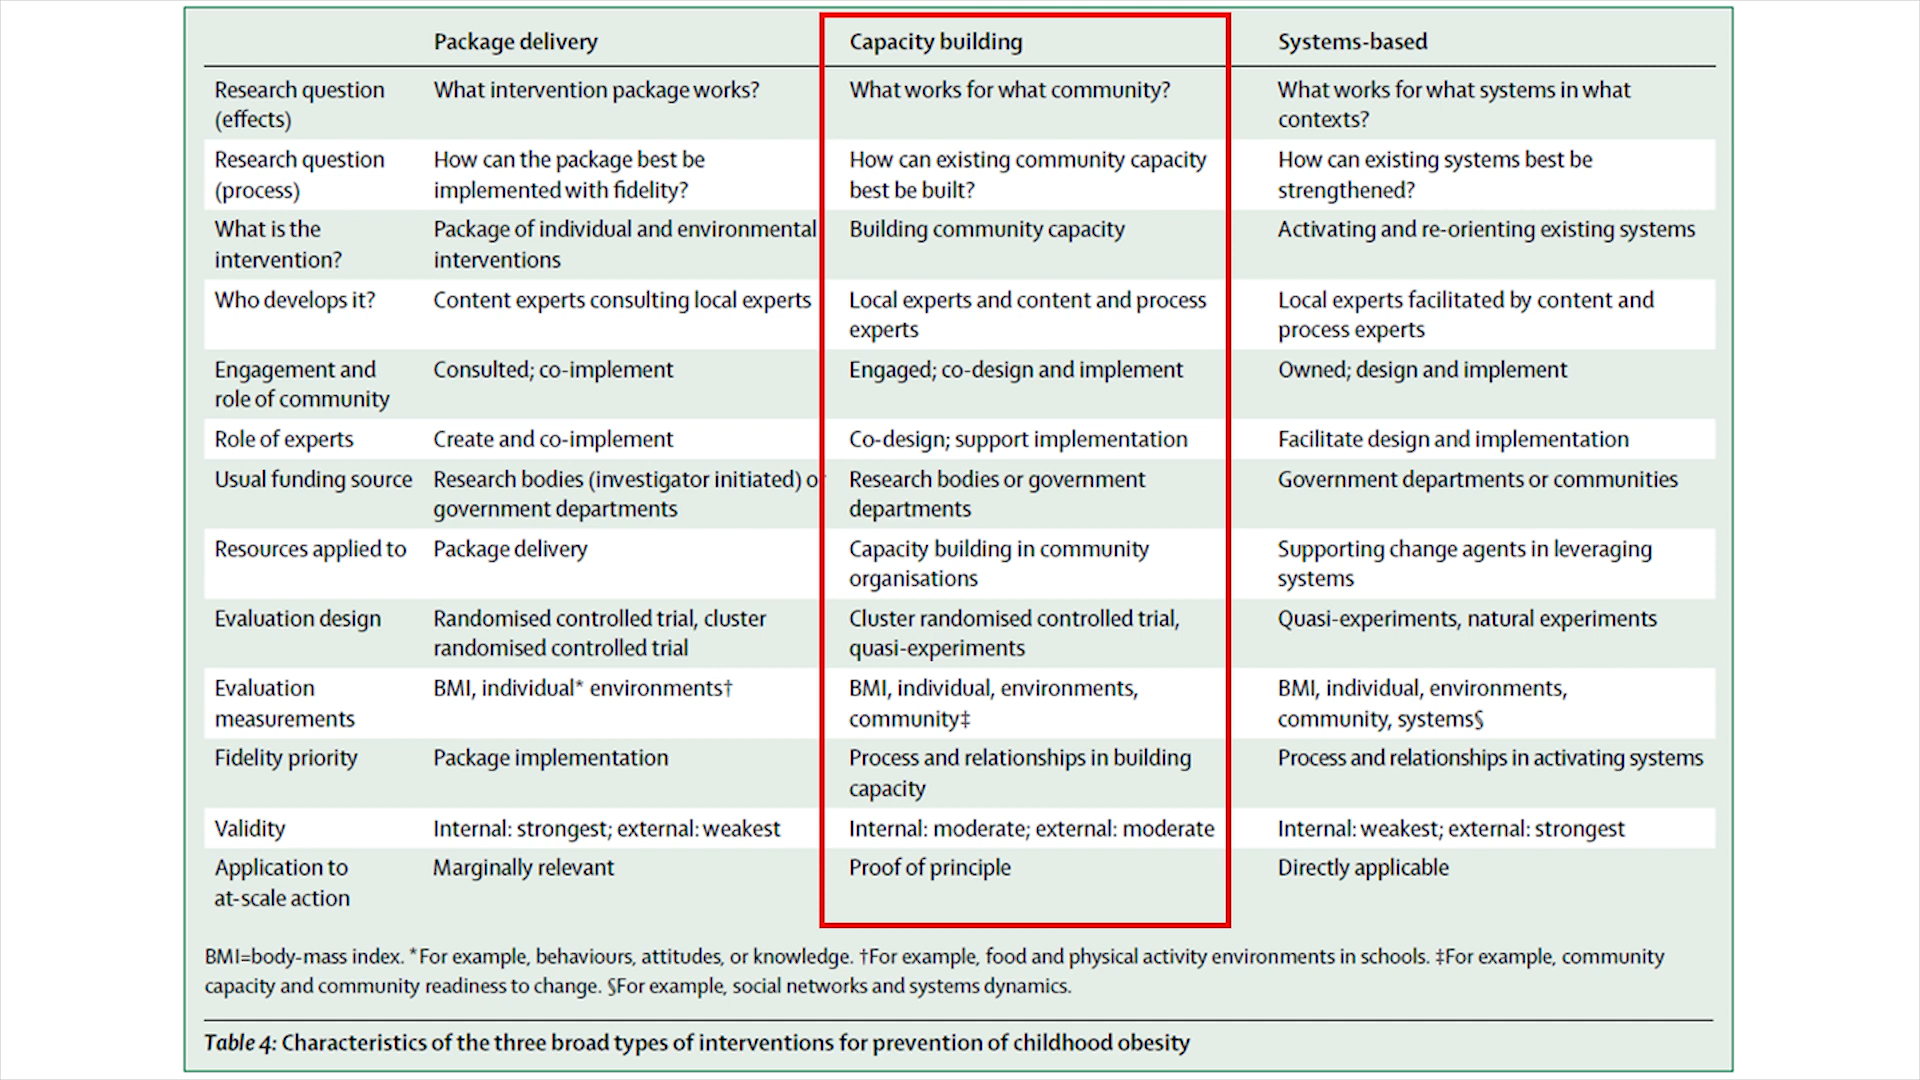 Package delivery Capacity building Systems-based
Research question What intervention package works? What works for what community? What works for what systems in what
(effects) contexts?
Research question How can the package best be How can existing community capacity How can existing systems best be
(process) implemented with fidelity? best be built? strengthened?
What is the Package of individual and environmental Building community capacity Activating and re-orienting existing systems
intervention? interventions
Who develops it? Content experts consulting local experts Local experts and content and process Local experts facilitated by content and
experts process experts
Engagement and Consulted; co-implement Engaged; co-design and implement Owned; design and implement
role of community
Role of experts Create and co-implement Co-design; support implementation Facilitate design and implementation
Usual funding source Research bodies (investigator initiated) or Research bodies or government Government departments or communities
government departments departments
Resources applied to Package delivery Capacity building in community Supporting change agents in leveraging
organisations systems
Evaluation design Randomised controlled trial, cluster Cluster randomised controlled trial, Quasi-experiments, natural experiments
randomised controlled trial quasi-experiments
Evaluation BMI, individual* environments† BMI, individual, environments, BMI, individual, environments,
measurements community‡ community, systems§
Fidelity priority Package implementation Process and relationships in building Process and relationships in activating systems
capacity
Validity Internal: strongest; external: weakest Internal: moderate; external: moderate Internal: weakest; external: strongest
Application to Marginally relevant Proof of principle Directly applicable
at-scale action
BMI=body-mass index. *For example, behaviours, attitudes, or knowledge. †For example, food and physical activity environments in schools. ‡For example, community
capacity and community readiness to change. §For example, social networks and systems dynamics.
Table 4: Characteristics of the three broad types of interventions for prevention of childhood obesity